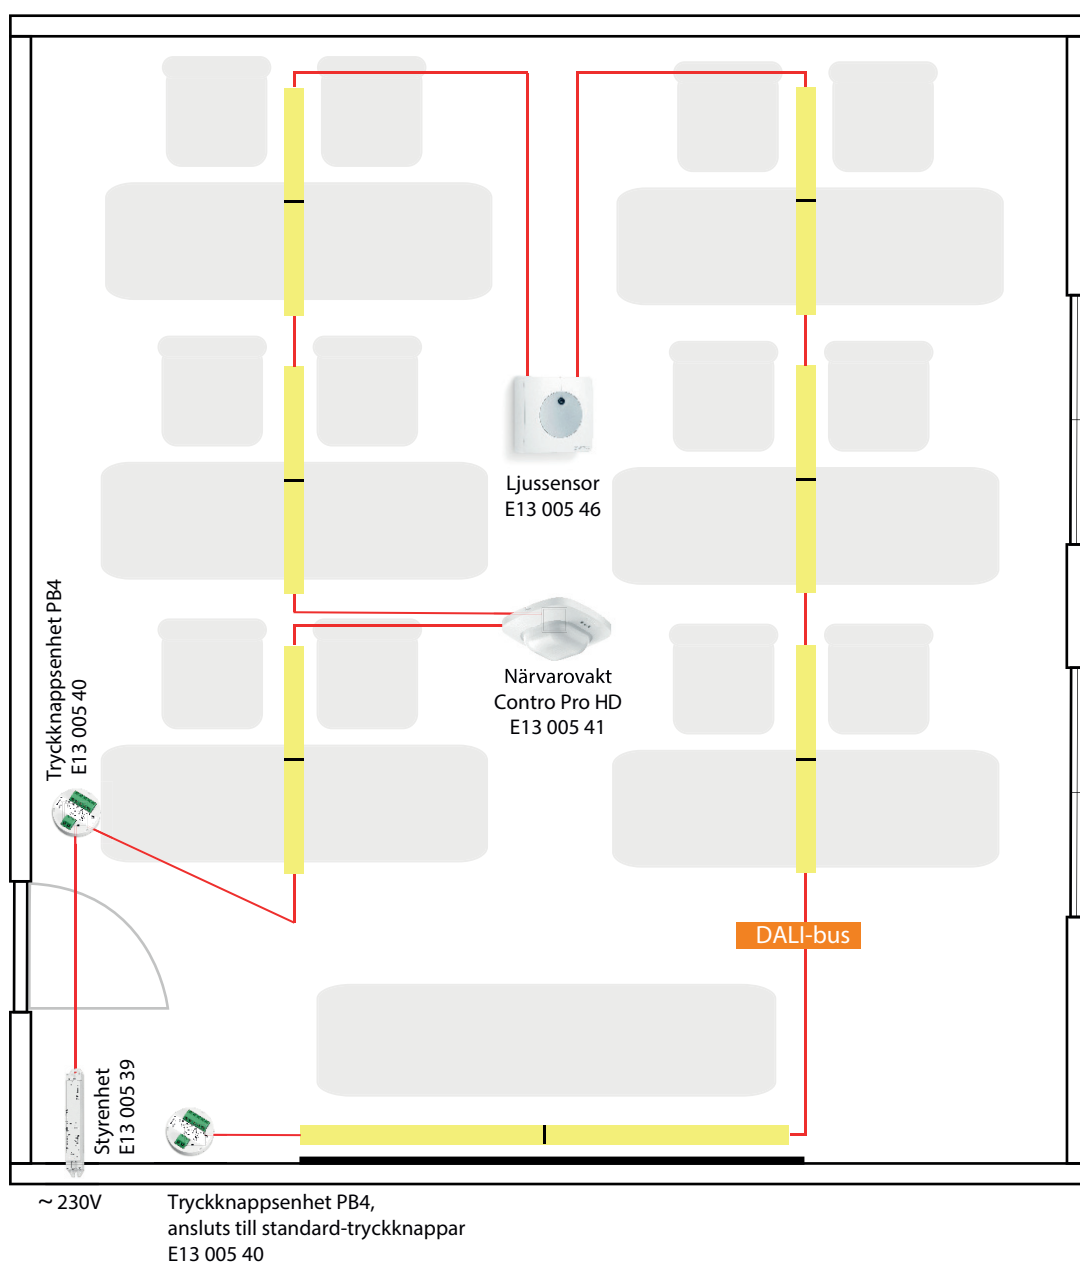 Ljussensor
E13 005 46
Närvarovakt
Contro Pro HD
E13 005 41
Tryckknappsenhet PB4
E13 005 40
DALI-bus
Styrenhet
E13 005 39
~ 230V
Tryckknappsenhet PB4,
ansluts till standard-tryckknappar
E13 005 40